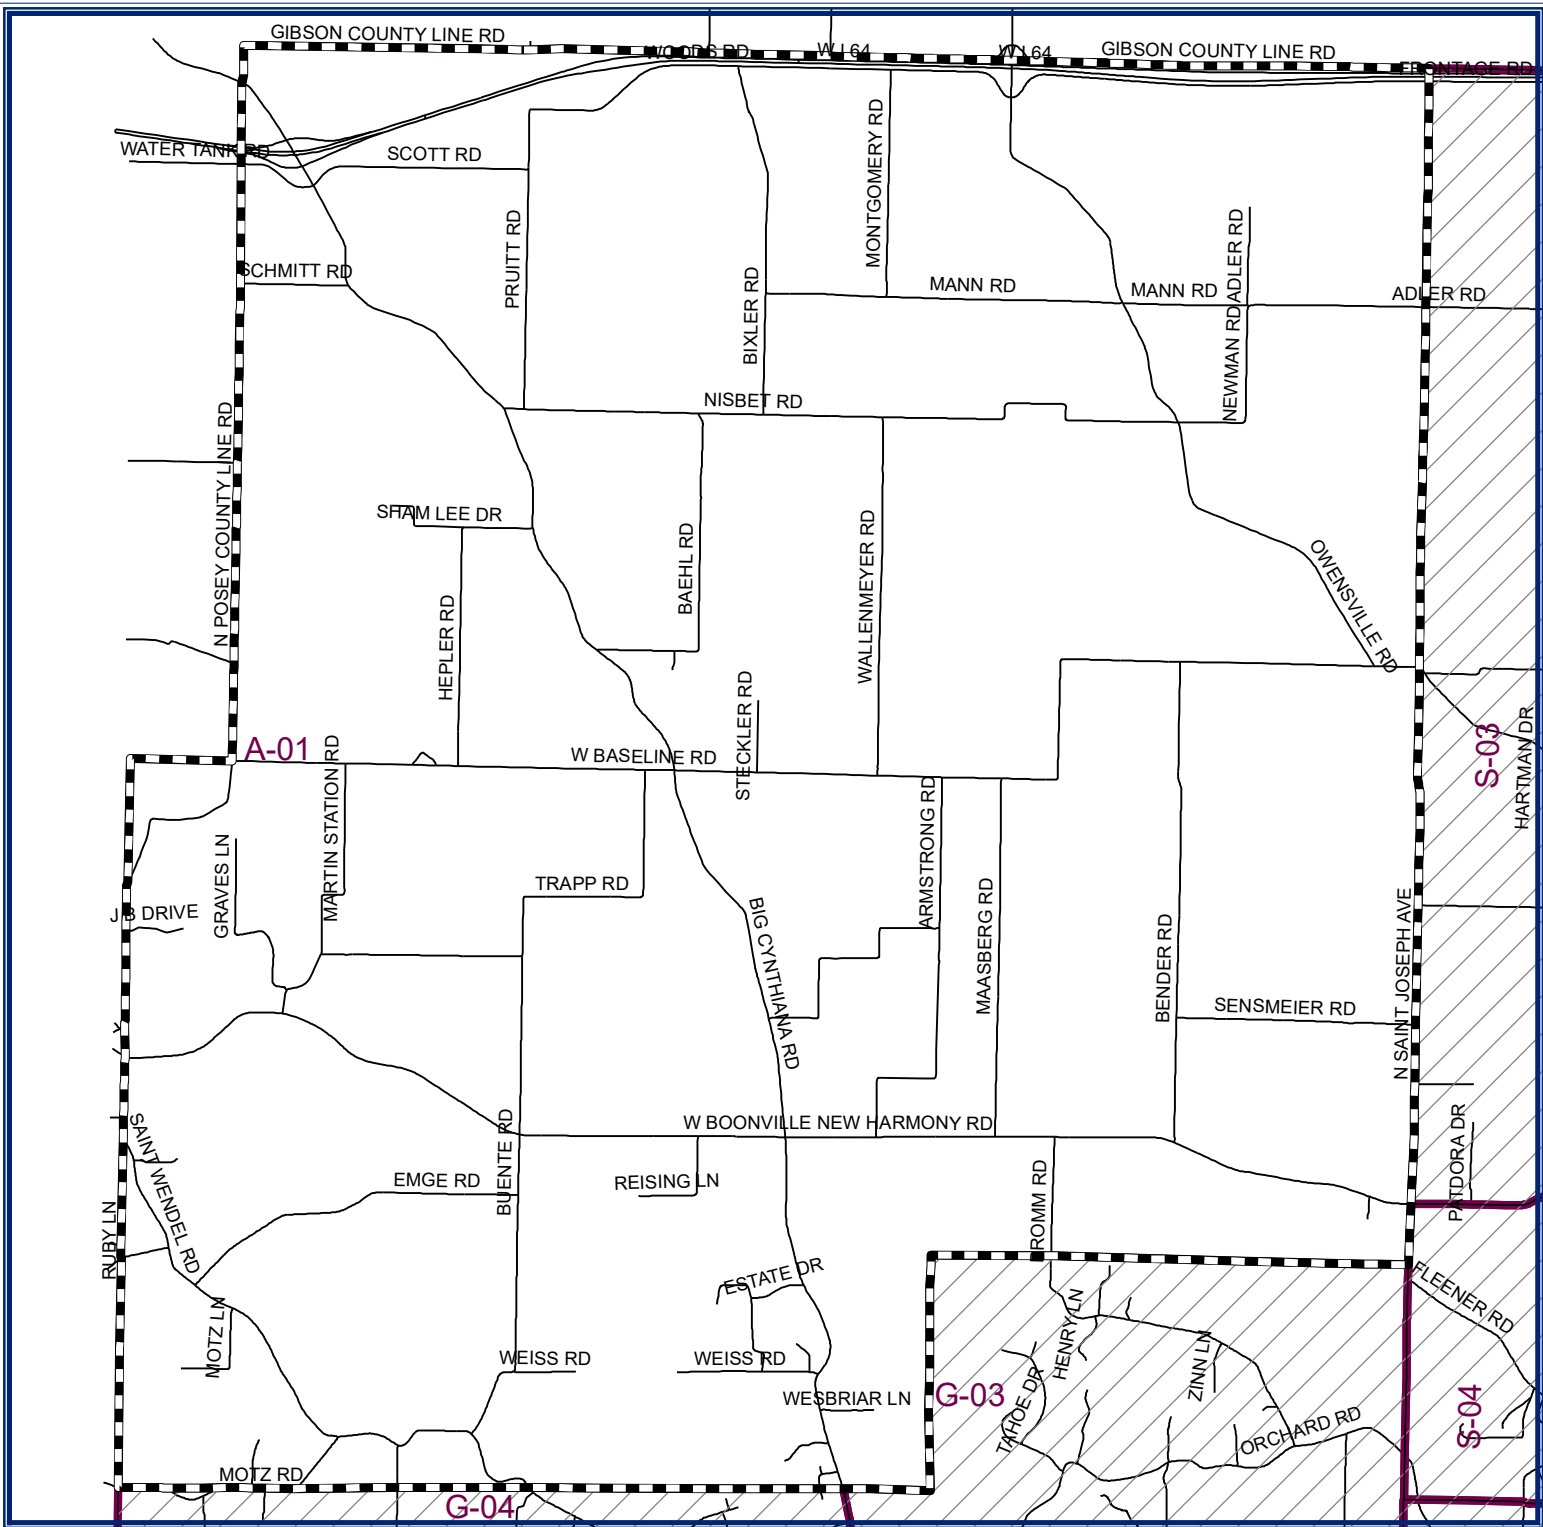 GIBSON COUNTY LINE RD
WOODS RD
W I 64
W I 64
GIBSON COUNTY LINE RD
FRONTAGE RD
WATER TANK RD
SCOTT RD
MONTGOMERY RD
PRUITT RD
SCHMITT RD
BIXLER RD
MANN RD
MANN RD
ADLER RD
ADLER RD
NEWMAN RD
NISBET RD
N POSEY COUNTY LINE RD
SHAM LEE DR
BAEHL RD
WALLENMEYER RD
OWENSVILLE RD
HEPLER RD
STECKLER RD
A-01
W BASELINE RD
S-03
HARTMAN DR
MARTIN STATION RD
GRAVES LN
ARMSTRONG RD
TRAPP RD
J B DRIVE
BIG CYNTHIANA RD
MAASBERG RD
BENDER RD
N SAINT JOSEPH AVE
SENSMEIER RD
W BOONVILLE NEW HARMONY RD
SAINT WENDEL RD
BUENTE RD
PATDORA DR
EMGE RD
REISING LN
ROMM RD
RUBY LN
ESTATE DR
FLEENER RD
MOTZ LN
HENRY LN
ZINN LN
WEISS RD
WEISS RD
WESBRIAR LN
G-03
TAHOE DR
S-04
ORCHARD RD
MOTZ RD
G-04